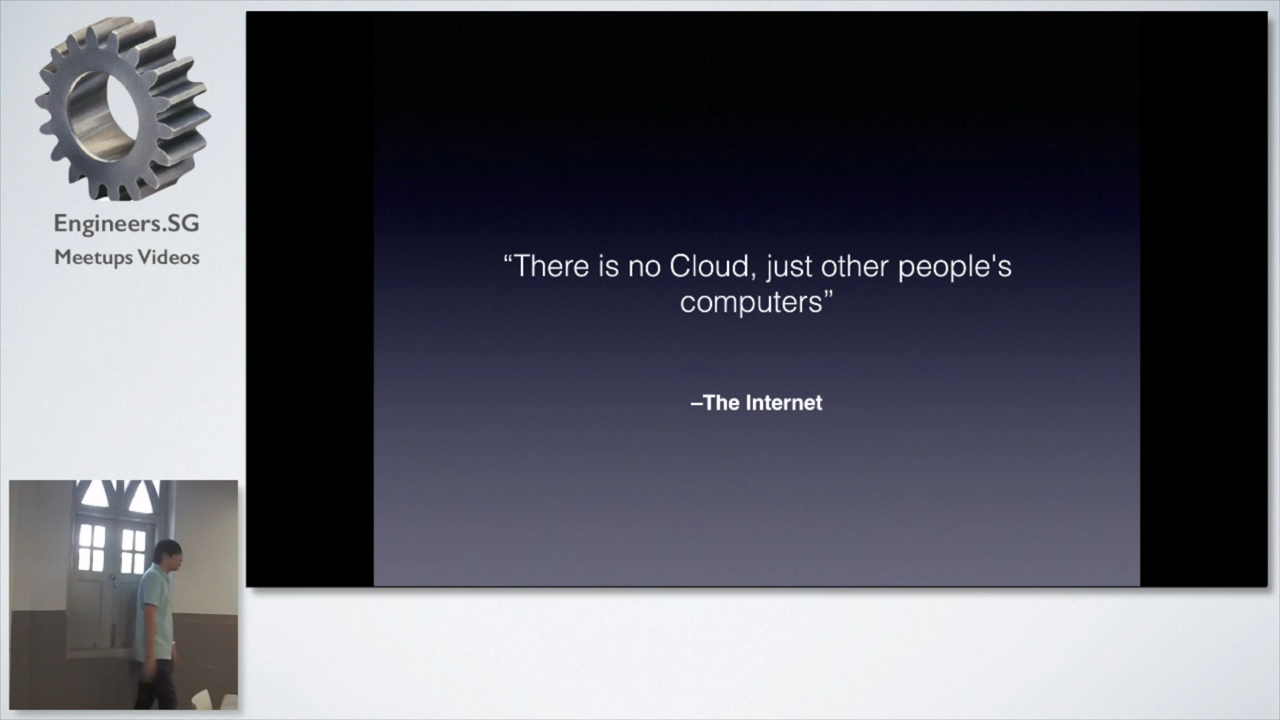 Engineers.SG
Meetups Videos
“There is no Cloud, just other people's
computers”
–The Internet